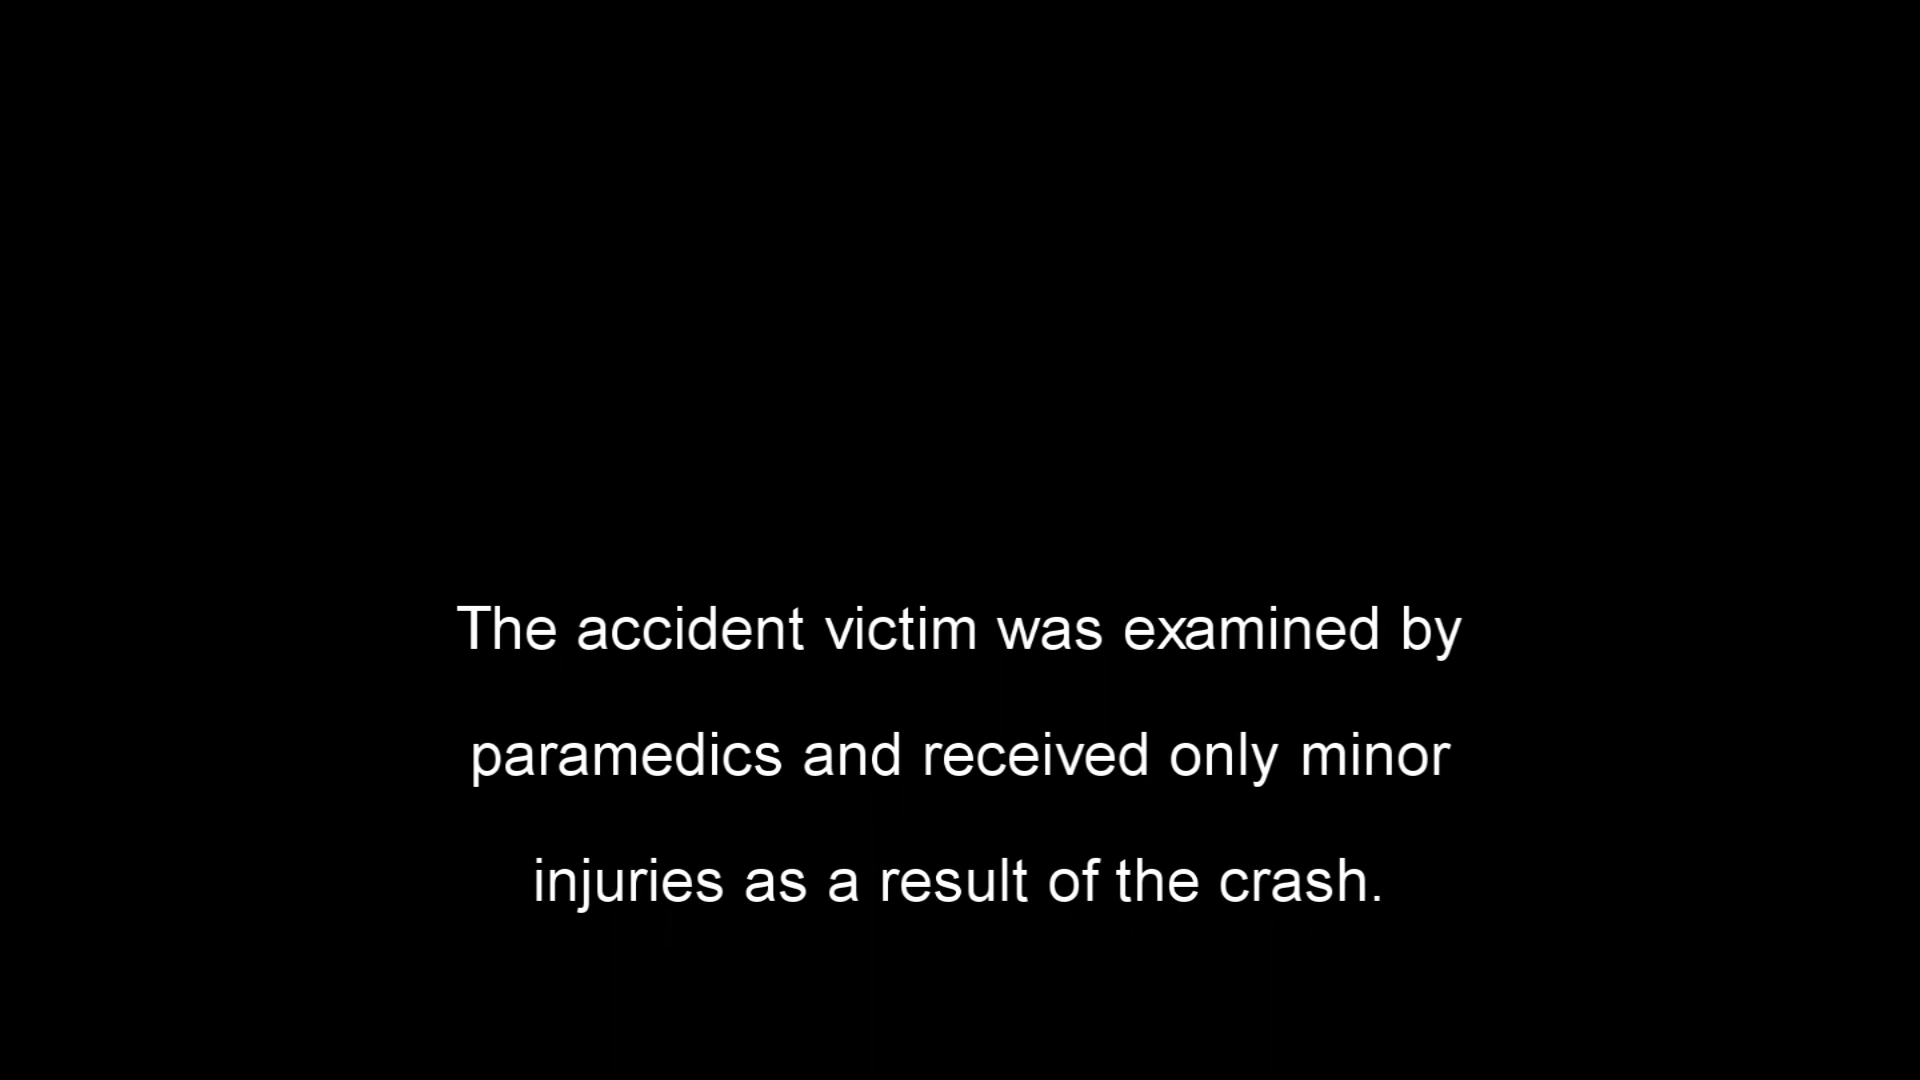 The accident victim was examined by
paramedics and received only minor
injuries as a result of the crash.